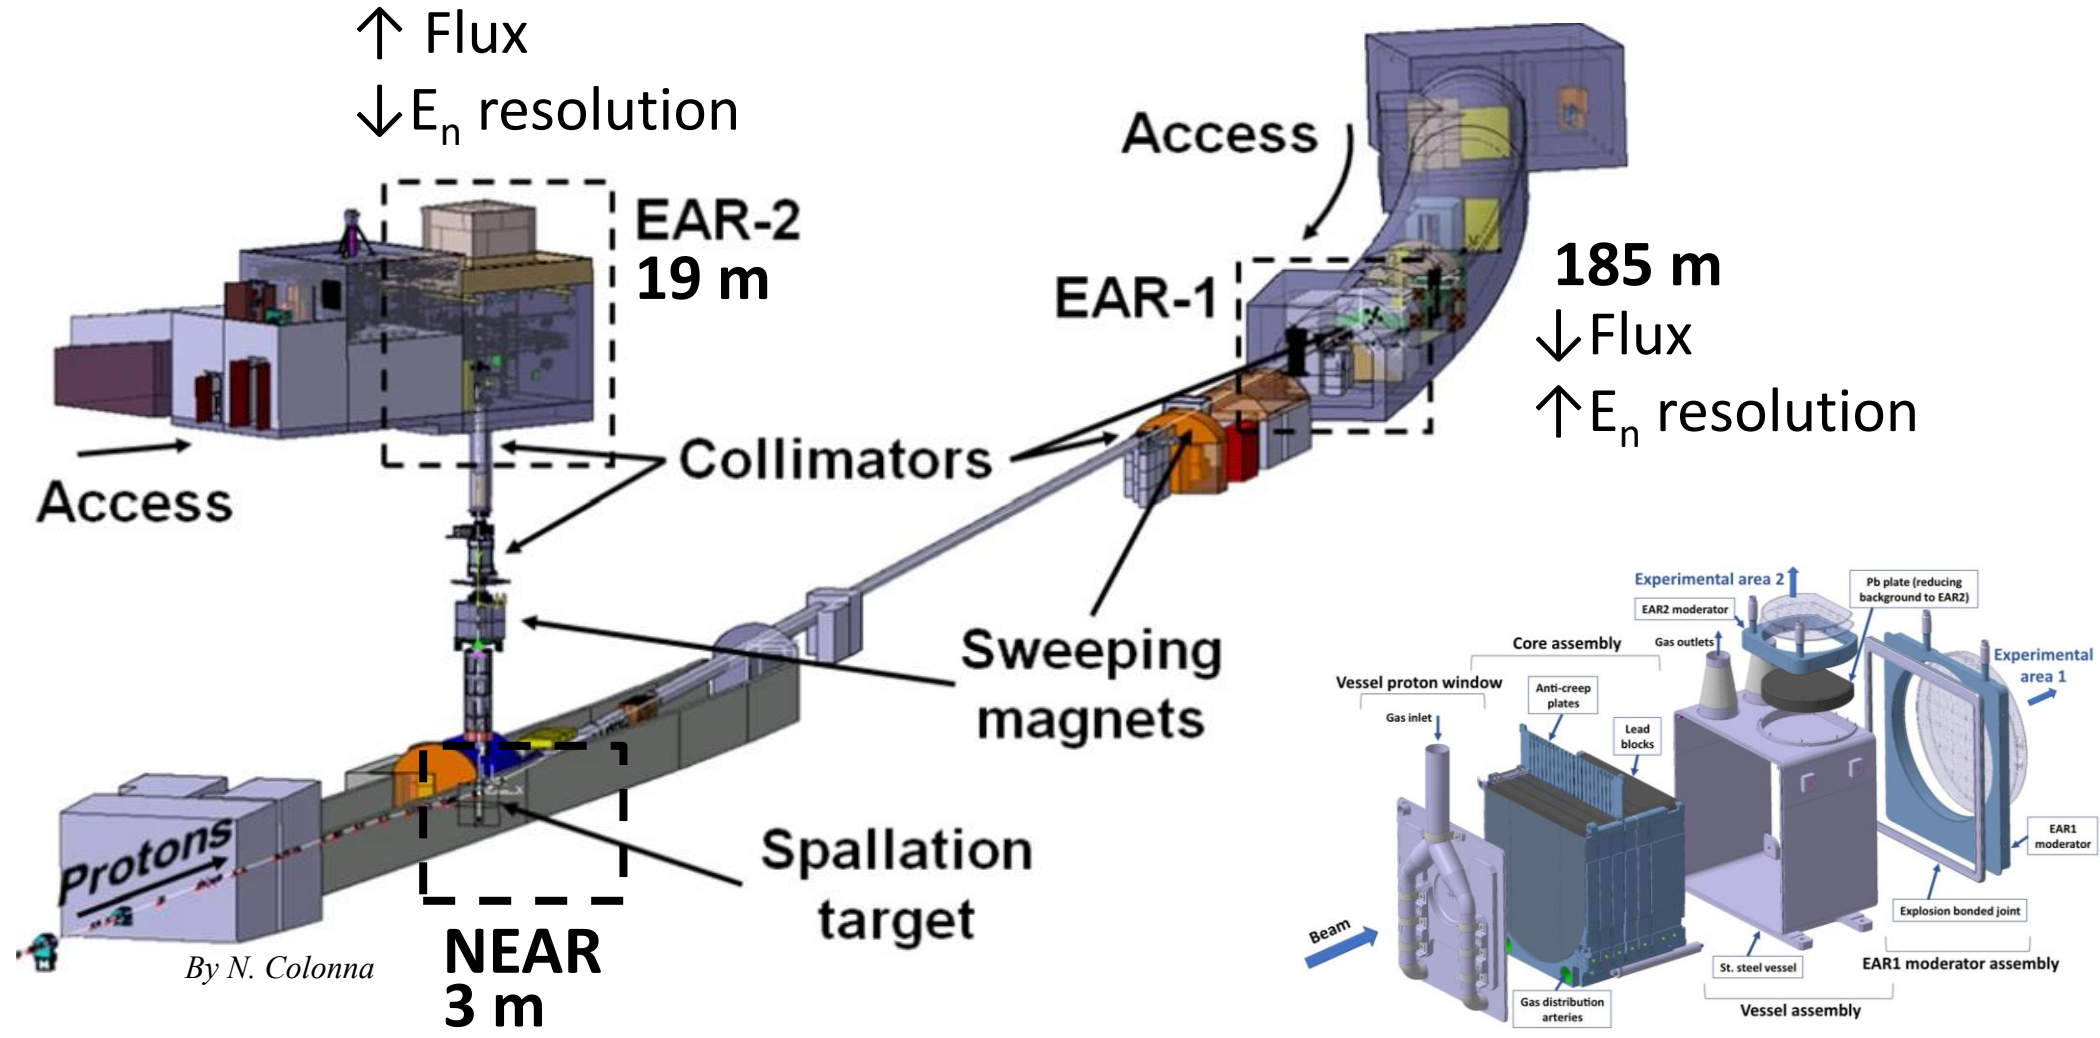 ↑ Flux
↓En resolution
EAR-2
19 m
Access
EAR-1
185 m
↓Flux
↑En resolution
Collimators
Access
Sweeping
magnets
Protons
Spallation
target
NEAR
3 m
By N. Colonna
Experimental area 2
EAR2 moderator
Pb plate (reducing
background to EAR2)
Gas outlets
Core assembly
Experimental
area 1
Vessel proton window
Gas inlet
Anti-creep
plates
Lead
blocks
EAR1
moderator
Explosion bonded joint
Beam
St. steel vessel
EAR1 moderator assembly
Gas distribution
arteries
Vessel assembly